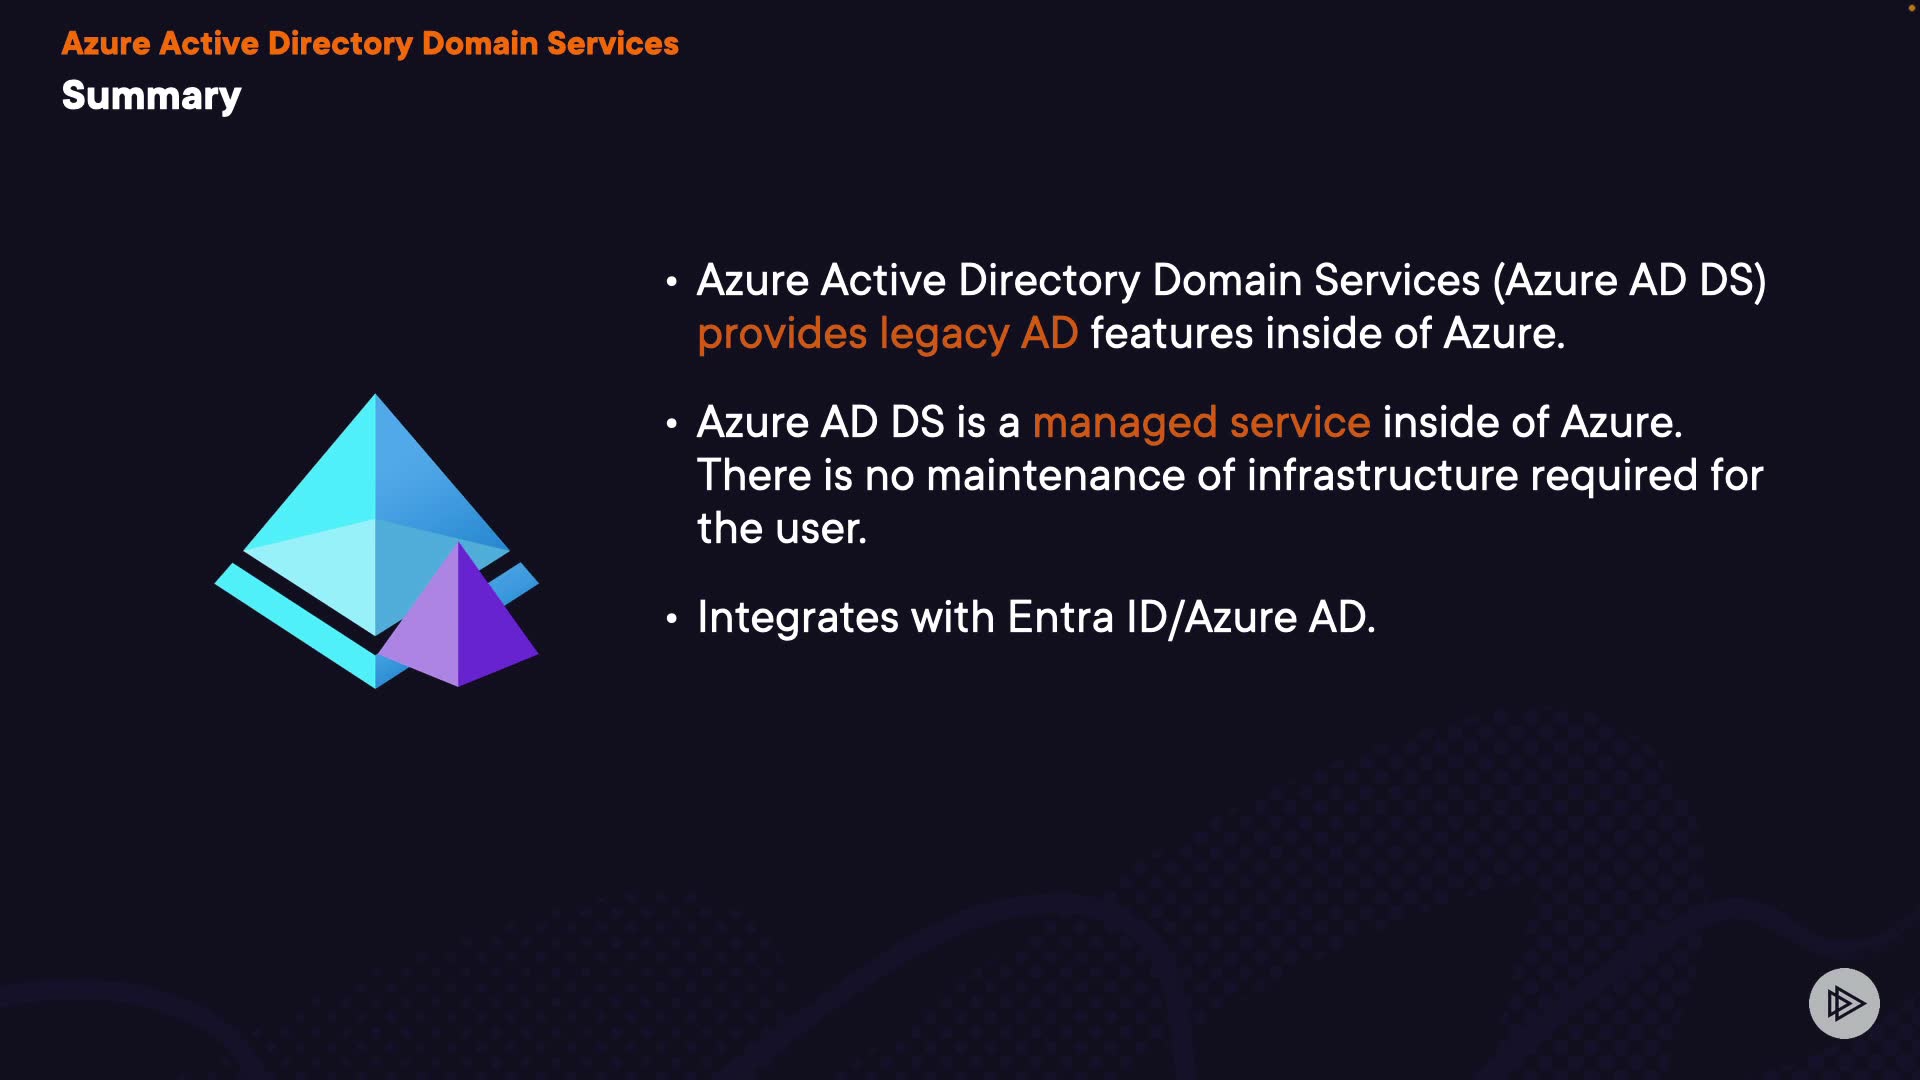 Azure Active Directory Domain Services
Summary
• Azure Active Directory Domain Services (Azure AD DS)
provides legacy AD features inside of Azure.
• Azure AD DS is a managed service inside of Azure.
There is no maintenance of infrastructure required for
the user.
• Integrates with Entra ID/Azure AD.